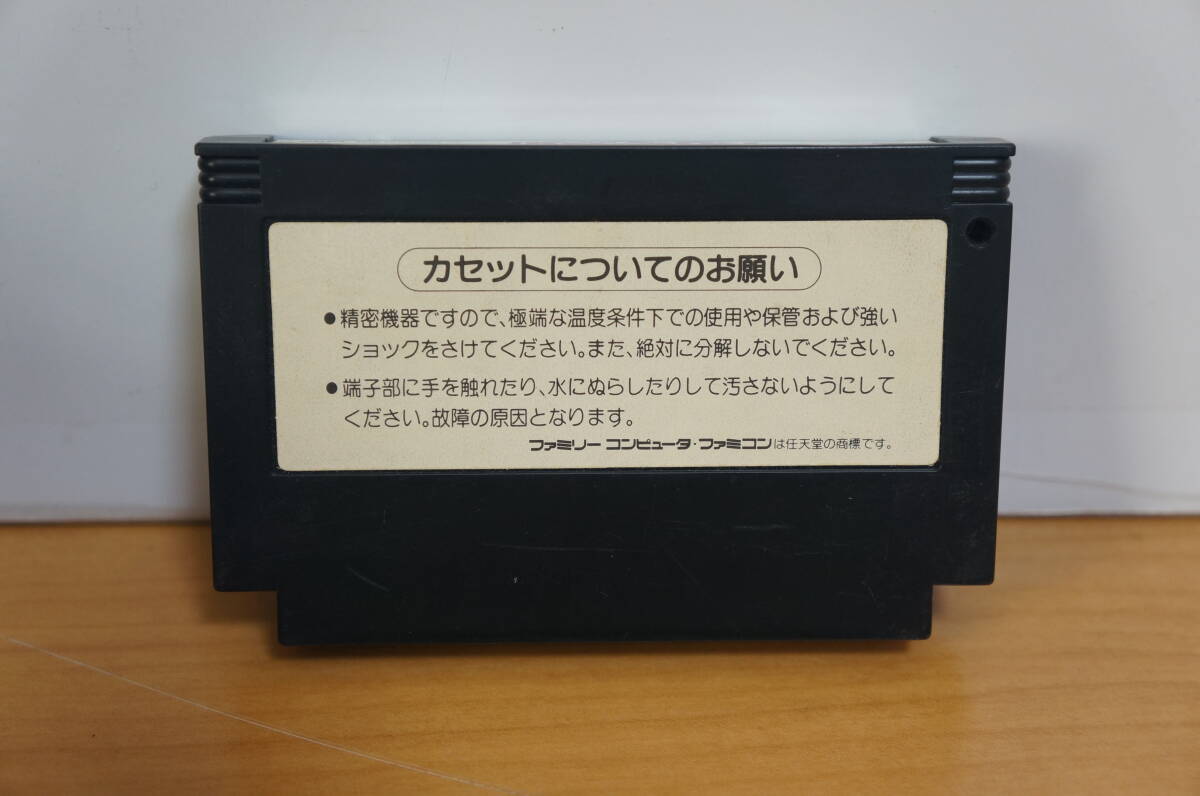 カセットについてのお願い
●精密機器ですので、極端な温度条件下での使用や保管および強い
ショックをさけてください。また、絶対に分解しないでください。
●端子部に手を触れたり、水にぬらしたりして汚さないようにして
ください。故障の原因となります。
ファミリー コンピュータ・ファミコンは任天堂の商標です。